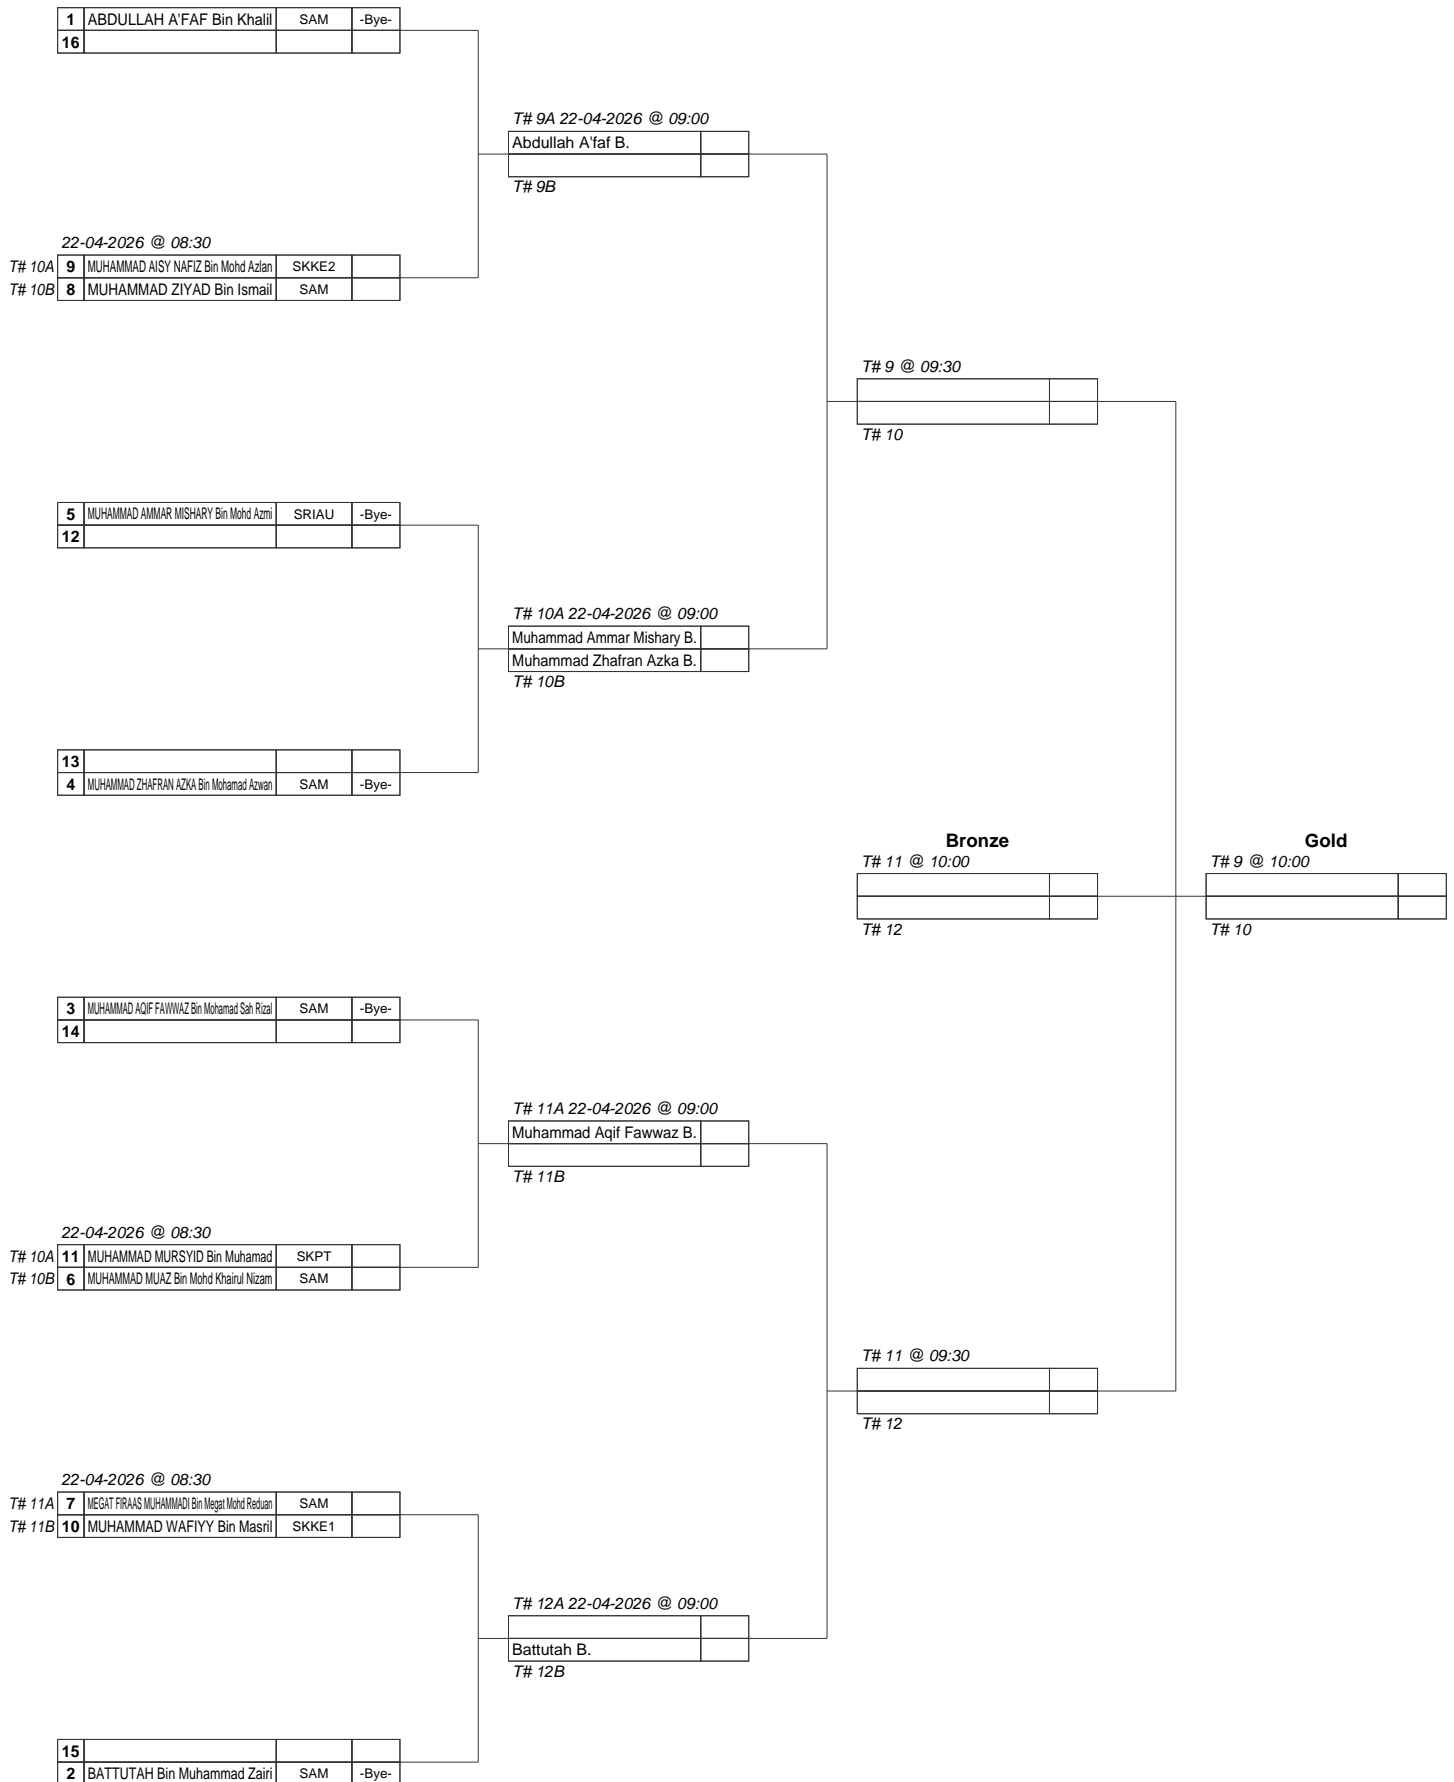 1 ABDULLAH A'FAF Bin Khalil SAM -Bye-
16
T# 9A 22-04-2026 @ 09:00
Abdullah A'faf B.
T# 9B
22-04-2026 @ 08:30
T# 10A 9 MUHAMMAD AISY NAFIZ Bin Mohd Azlan SKKE2
T# 10B 8 MUHAMMAD ZIYAD Bin Ismail SAM
T# 9 @ 09:30
T# 10
5 MUHAMMAD AMMAR MISHARY Bin Mohd Azmi SRIAU -Bye-
12
T# 10A 22-04-2026 @ 09:00
Muhammad Ammar Mishary B.
Muhammad Zhafran Azka B.
T# 10B
13
4 MUHAMMAD ZHAFRAN AZKA Bin Mohamad Azwan SAM -Bye-
Bronze Gold
T# 11 @ 10:00 T# 9 @ 10:00
T# 12 T# 10
3 MUHAMMAD AQIF FAWWAZ Bin Mohamad Sah Rizal SAM -Bye-
14
T# 11A 22-04-2026 @ 09:00
Muhammad Aqif Fawwaz B.
T# 11B
22-04-2026 @ 08:30
T# 10A 11 MUHAMMAD MURSYID Bin Muhamad SKPT
T# 10B 6 MUHAMMAD MUAZ Bin Mohd Khairul Nizam SAM
T# 11 @ 09:30
T# 12
22-04-2026 @ 08:30
T# 11A 7 MEGAT FIRAAS MUHAMMADI Bin Megat Mohd Reduan SAM
T# 11B 10 MUHAMMAD WAFIYY Bin Masril SKKE1
T# 12A 22-04-2026 @ 09:00
Battutah B.
T# 12B
15
2 BATTUTAH Bin Muhammad Zairi SAM -Bye-